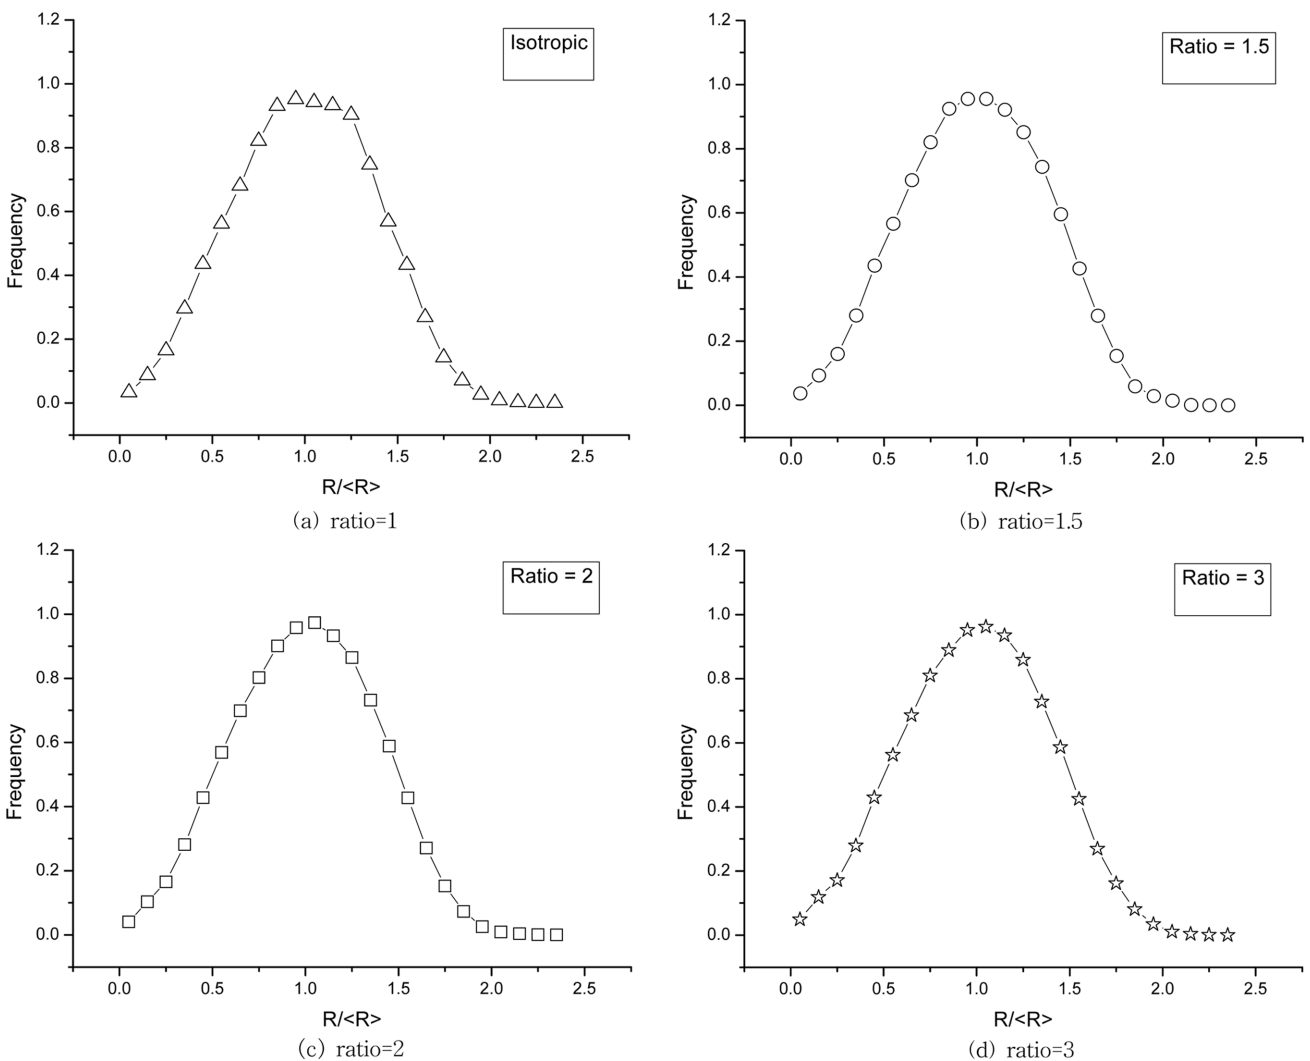 1.2
1.0
0.8
0.6
0.4
0.2
0.0
Frequency
Isotropic
0.0 0.5 1.0 1.5 2.0 2.5
R/<R>
(a) ratio=1
1.2
1.0
0.8
0.6
0.4
0.2
0.0
Frequency
Ratio = 1.5
0.0 0.5 1.0 1.5 2.0 2.5
R/<R>
(b) ratio=1.5
1.2
1.0
0.8
0.6
0.4
0.2
0.0
Frequency
Ratio = 2
0.0 0.5 1.0 1.5 2.0 2.5
R/<R>
(c) ratio=2
1.2
1.0
0.8
0.6
0.4
0.2
0.0
Frequency
Ratio = 3
0.0 0.5 1.0 1.5 2.0 2.5
R/<R>
(d) ratio=3